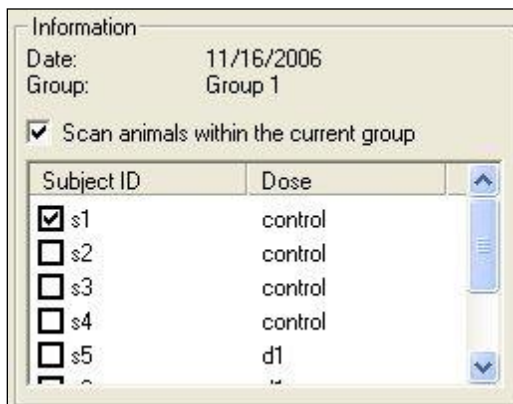 Information
Date: 11/16/2006
Group: Group 1
Scan animals within the current group
Subject ID Dose
s1 control
s2 control
s3 control
s4 control
s5 d1